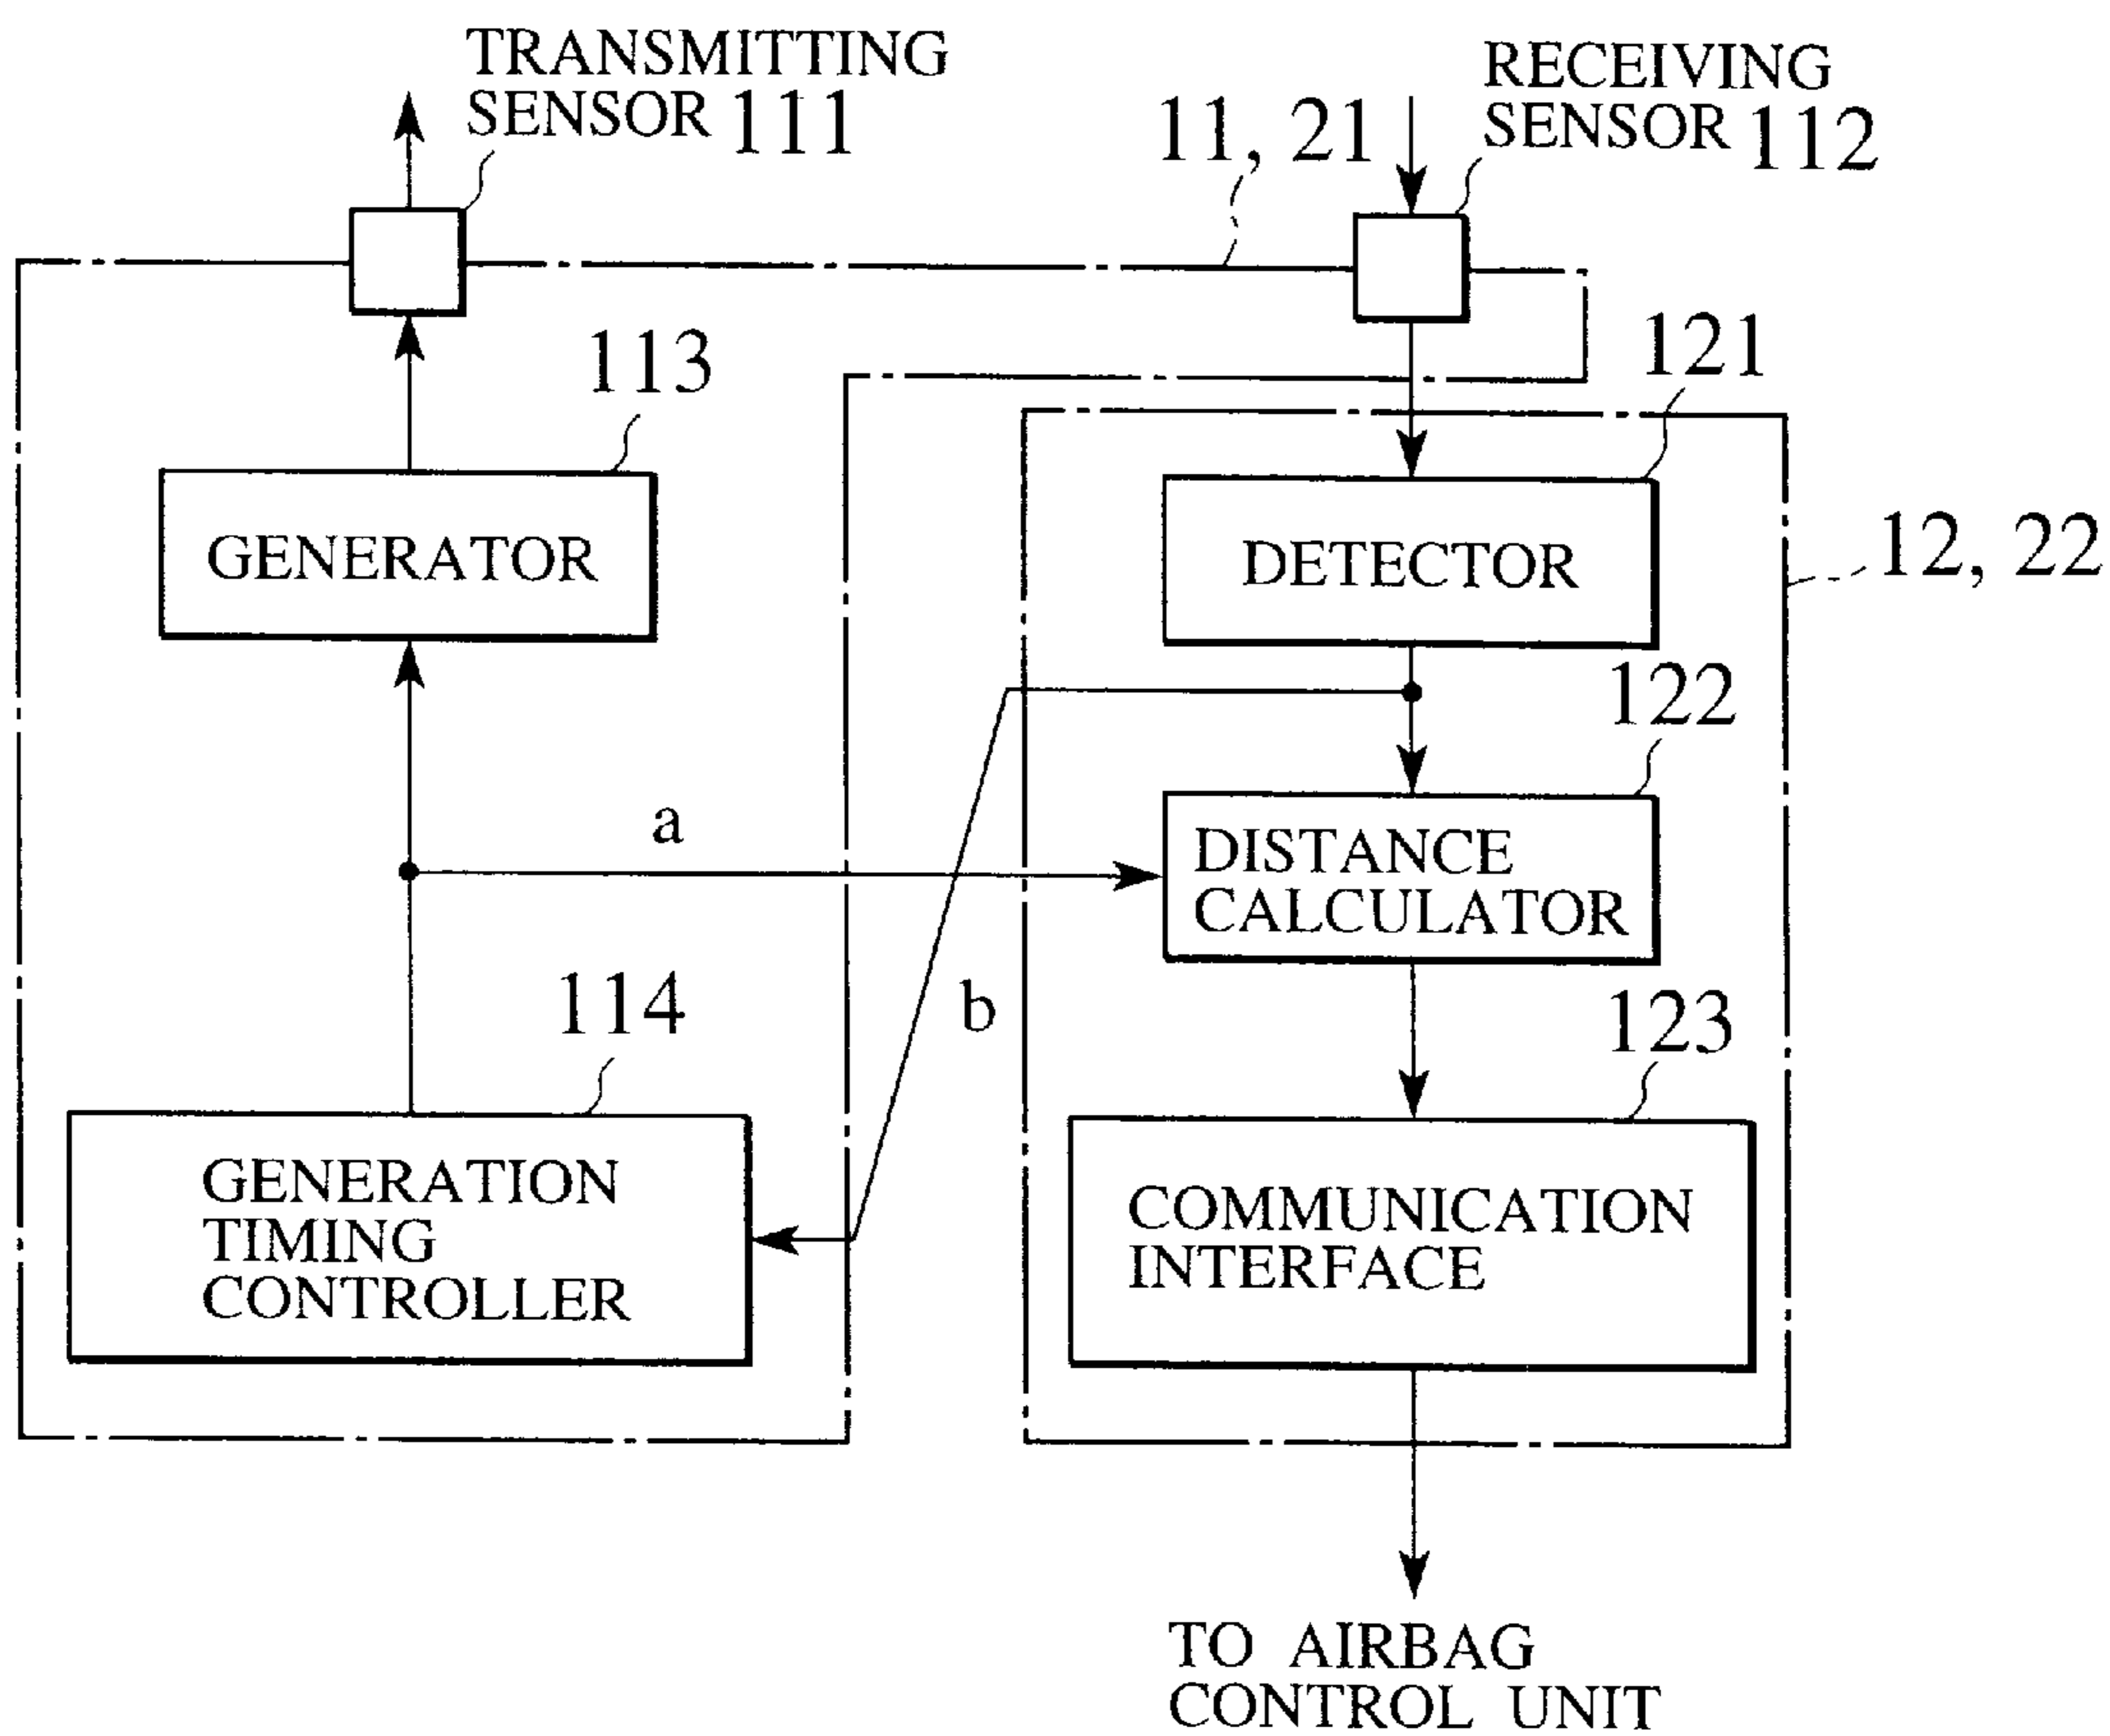 TRANSMITTING
SENSOR 111
RECEIVING
SENSOR 112
11, 21
113
121
GENERATOR
DETECTOR
12, 22
122
a
DISTANCE
CALCULATOR
114
b
123
GENERATION
TIMING
CONTROLLER
COMMUNICATION
INTERFACE
TO AIRBAG
CONTROL UNIT